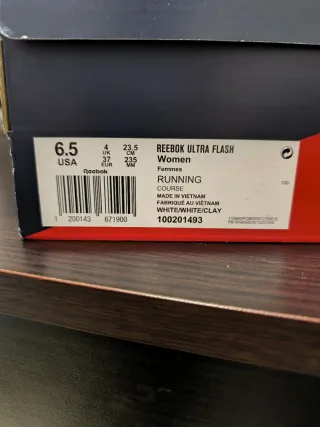 6.5
USA
4
UK
23.5
CM
37
EUR
235
MM
Reebok
1 200143 671900
REEBOK ULTRA FLASH
Women
Femmes
RUNNING
COURSE
MADE IN VIETNAM
FABRIQUÉ AU VIÊTNAM
WHITE/WHITE/CLAY
100201493